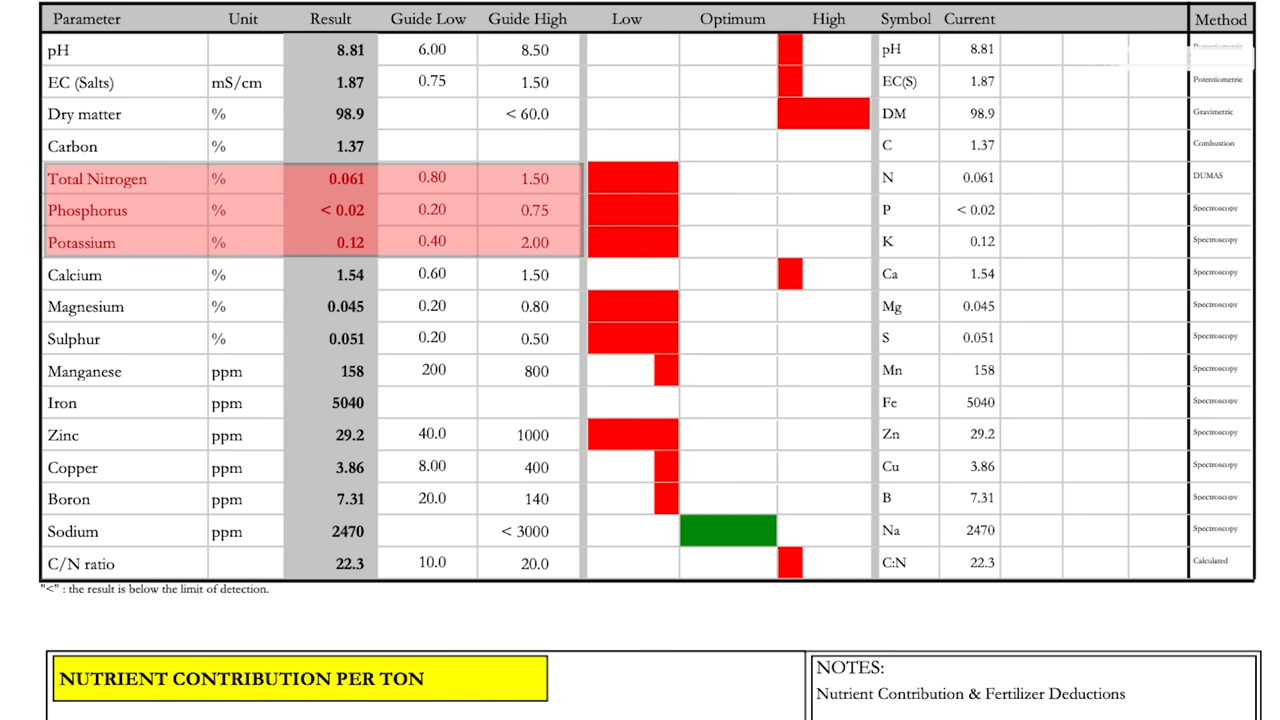 Parameter Unit Result Guide Low Guide High Low Optimum High Symbol Current Method
pH 8.81 6.00 8.50 pH 8.81
EC (Salts) mS/cm 1.87 0.75 1.50 EC(S) 1.87 Potentiometric
Dry matter % 98.9 < 60.0 DM 98.9 Gravimetric
Carbon % 1.37 C 1.37 Combustion
Total Nitrogen % 0.061 0.80 1.50 N 0.061 DUMAS
Phosphorus % < 0.02 0.20 0.75 P < 0.02 Spectroscopy
Potassium % 0.12 0.40 2.00 K 0.12 Spectroscopy
Calcium % 1.54 0.60 1.50 Ca 1.54 Spectroscopy
Magnesium % 0.045 0.20 0.80 Mg 0.045 Spectroscopy
Sulphur % 0.051 0.20 0.50 S 0.051 Spectroscopy
Manganese ppm 158 200 800 Mn 158 Spectroscopy
Iron ppm 5040 Fe 5040 Spectroscopy
Zinc ppm 29.2 40.0 1000 Zn 29.2 Spectroscopy
Copper ppm 3.86 8.00 400 Cu 3.86 Spectroscopy
Boron ppm 7.31 20.0 140 B 7.31 Spectroscopy
Sodium ppm 2470 < 3000 Na 2470 Spectroscopy
C/N ratio 22.3 10.0 20.0 C:N 22.3 Calculated
"<" : the result is below the limit of detection.
NUTRIENT CONTRIBUTION PER TON
NOTES:
Nutrient Contribution & Fertilizer Deductions